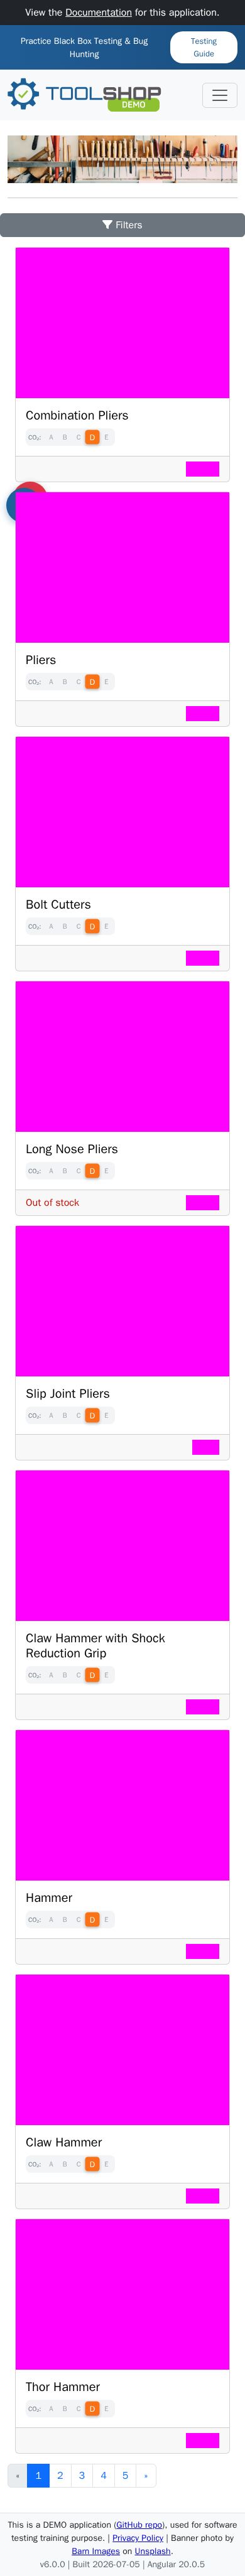 View the Documentation for this application.
Practice Black Box Testing & Bug
Hunting
Testing
Guide
TOOLSHOP
DEMO
Filters
Combination Pliers
CO₂: A B C D E
Pliers
CO₂: A B C D E
Bolt Cutters
CO₂: A B C D E
Long Nose Pliers
CO₂: A B C D E
Out of stock
Slip Joint Pliers
CO₂: A B C D E
Claw Hammer with Shock
Reduction Grip
CO₂: A B C D E
Hammer
CO₂: A B C D E
Claw Hammer
CO₂: A B C D E
Thor Hammer
CO₂: A B C D E
« 1 2 3 4 5 »
This is a DEMO application (GitHub repo), used for software
testing training purpose. | Privacy Policy | Banner photo by
Barn Images on Unsplash.
v6.0.0 | Built 2026-07-05 | Angular 20.0.5